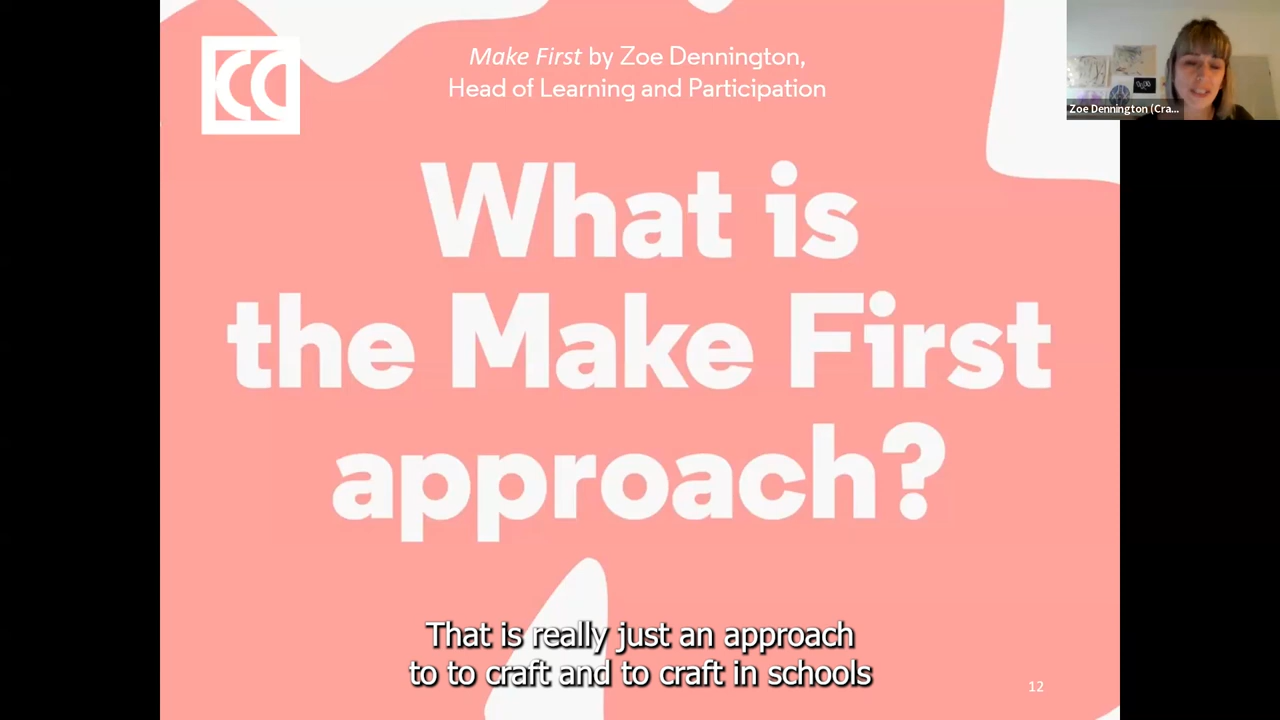 CC
Make First by Zoe Dennington,
Head of Learning and Participation
Zoe Dennington (Cra...
What is
the Make First
approach?
That is really just an approach
to to craft and to craft in schools
12